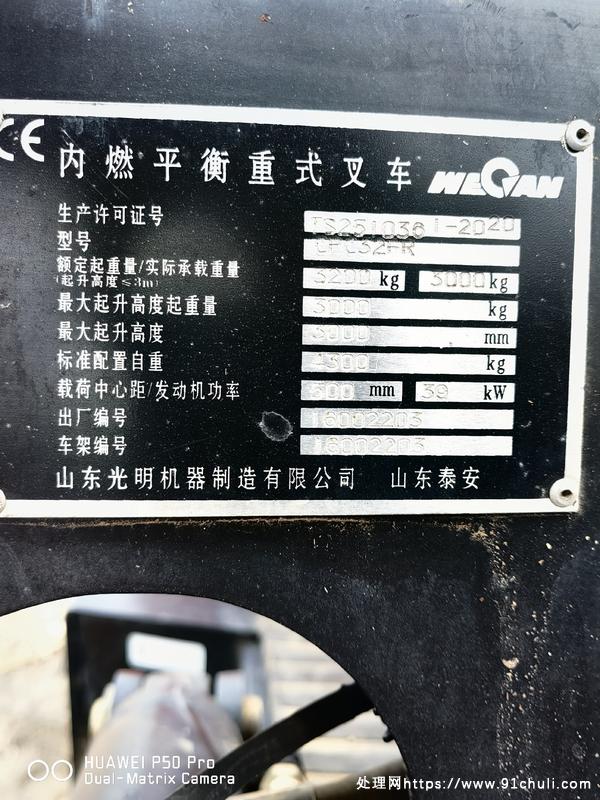 CE 内燃平衡重式叉车 WEQAN
生产许可证号 TS2510361-2020
型号 CPC32FR
额定起重量/实际承载重量 3200 kg 3000 kg
(起升高度≤3m)
最大起升高度起重量 3000 kg
最大起升高度 3000 mm
标准配置自重 4300 kg
载荷中心距/发动机功率 500 mm 39 kW
出厂编号 16002203
车架编号 16002203
山东光明机器制造有限公司 山东泰安
HUAWEI P50 Pro
Dual-Matrix Camera
处理网https://www.91chuli.com